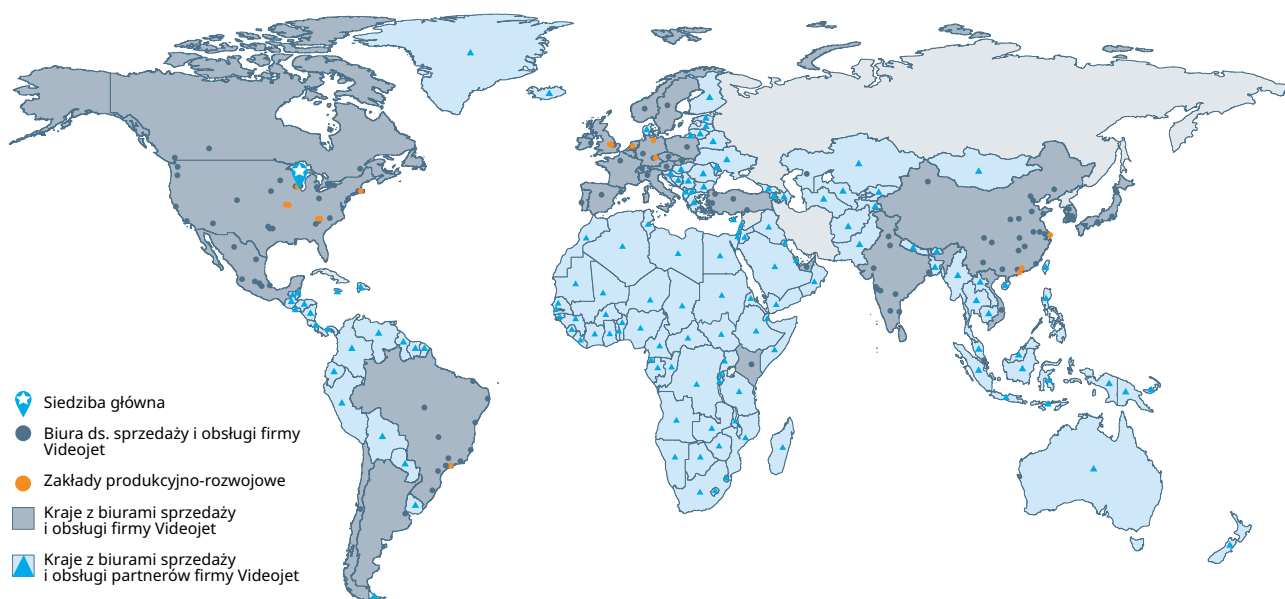 Siedziba główna
Biura ds. sprzedaży i obsługi firmy
Videojet
Zakłady produkcyjno-rozwojowe
Kraje z biurami sprzedaży
i obsługi firmy Videojet
Kraje z biurami sprzedaży
i obsługi partnerów firmy Videojet